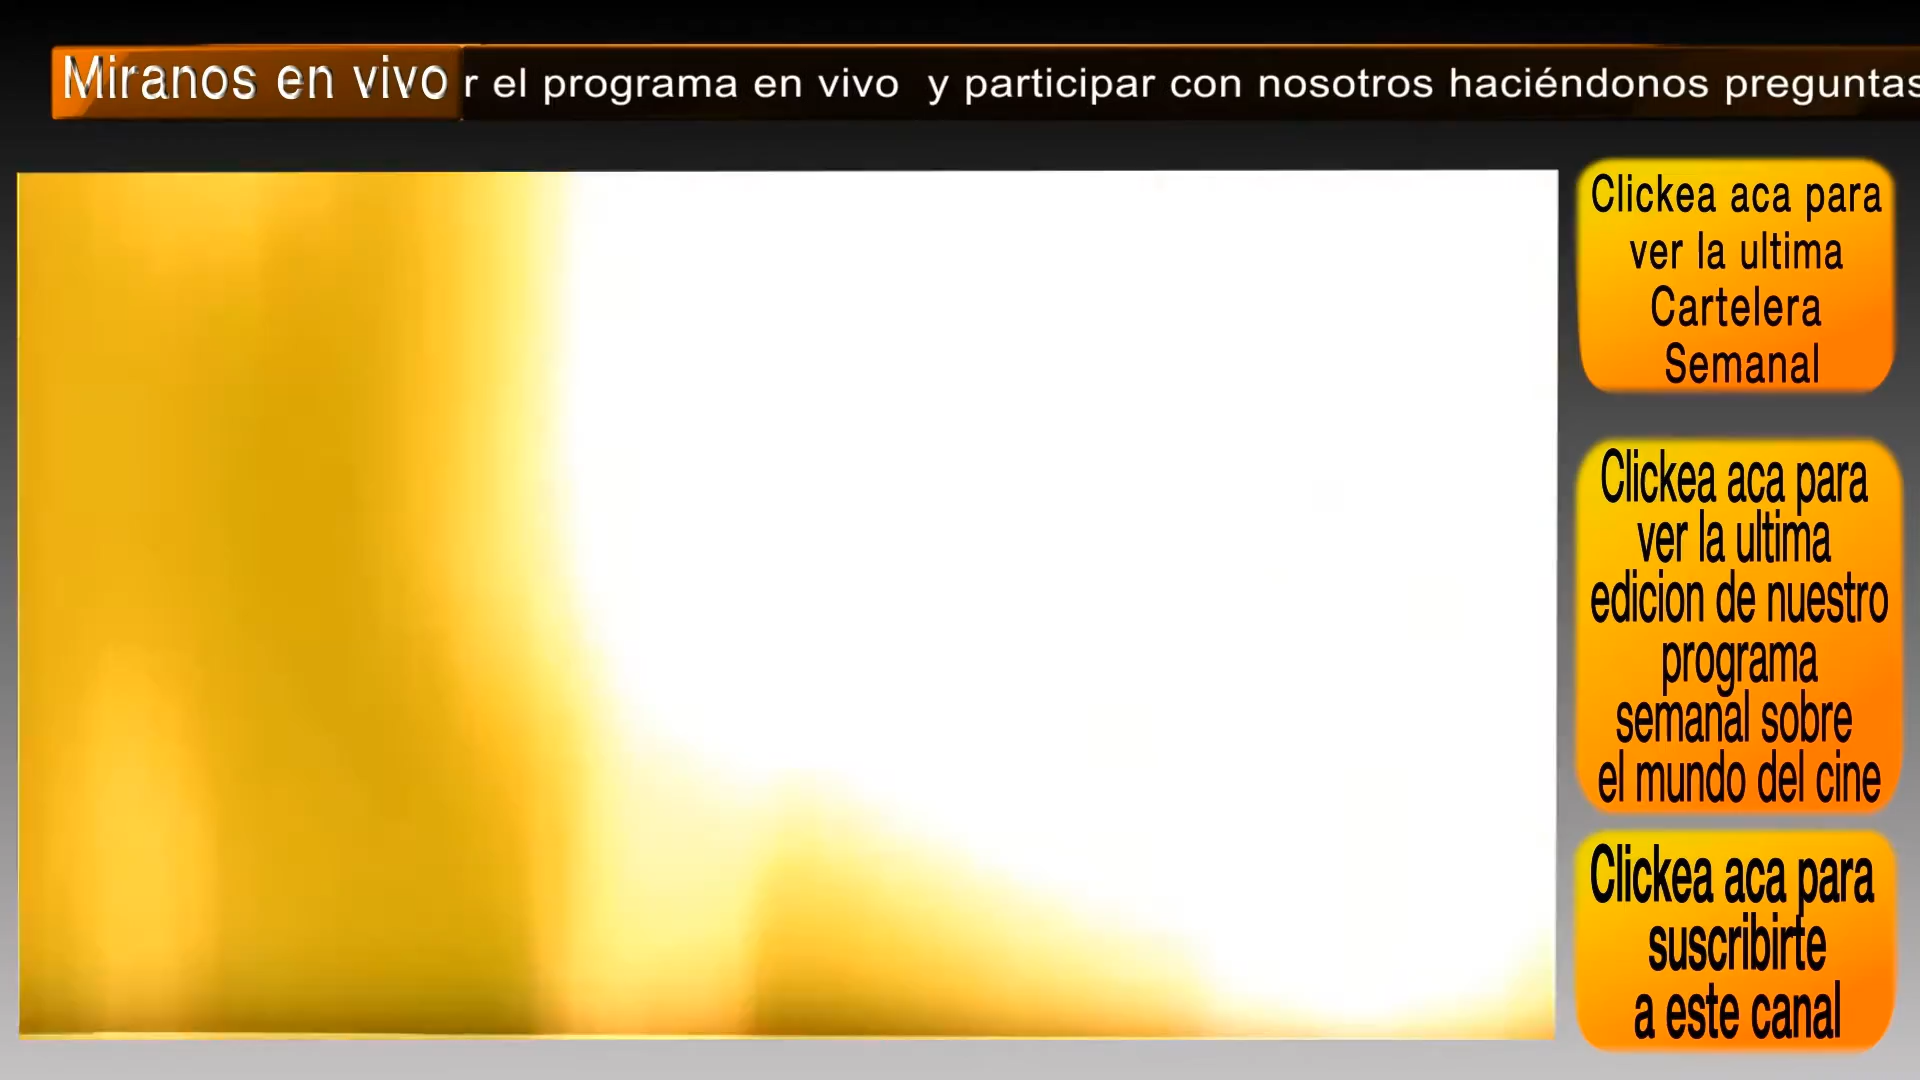 Miranos en vivo r el programa en vivo y participar con nosotros haciéndonos preguntas
Clickea aca para
ver la ultima
Cartelera
Semanal
Clickea aca para
ver la ultima
edicion de nuestro
programa
semanal sobre
el mundo del cine
Clickea aca para
suscribirte
a este canal